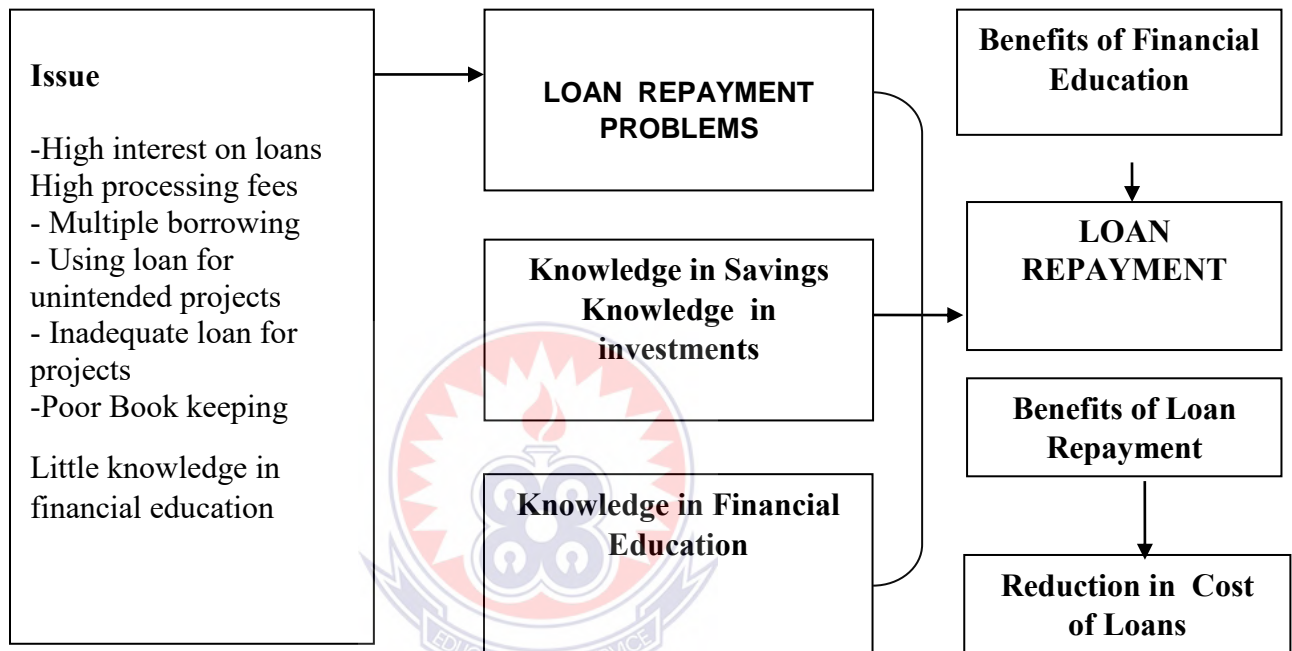 Issue
-High interest on loans
High processing fees
- Multiple borrowing
- Using loan for
unintended projects
- Inadequate loan for
projects
-Poor Book keeping
Little knowledge in
financial education
LOAN REPAYMENT
PROBLEMS
Knowledge in Savings
Knowledge in
investments
Knowledge in Financial
Education
Benefits of Financial
Education
LOAN
REPAYMENT
Benefits of Loan
Repayment
Reduction in Cost
of Loans